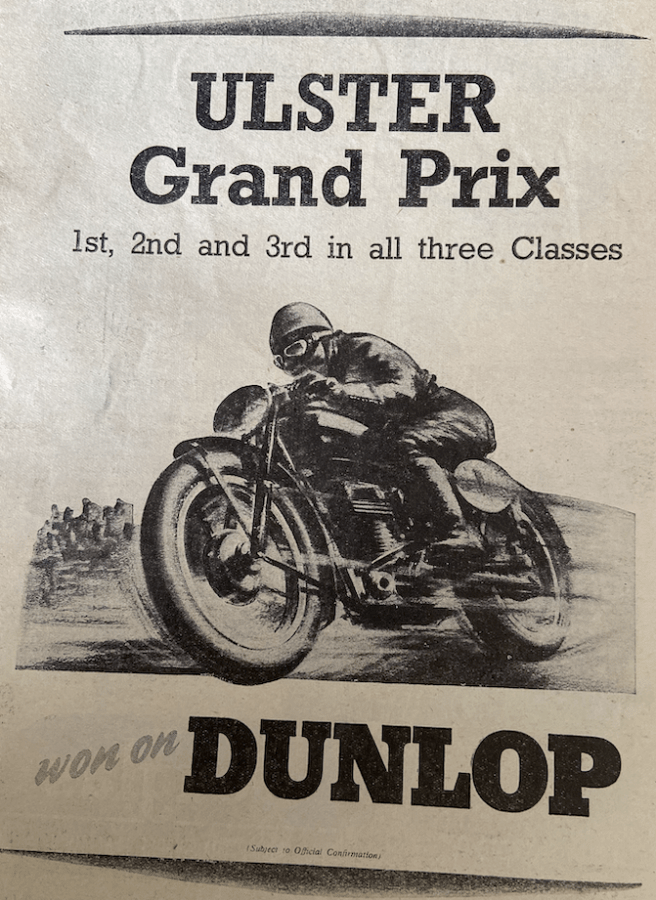 ULSTER
Grand Prix
1st, 2nd and 3rd in all three Classes
won on DUNLOP
(Subject to Official Confirmation)